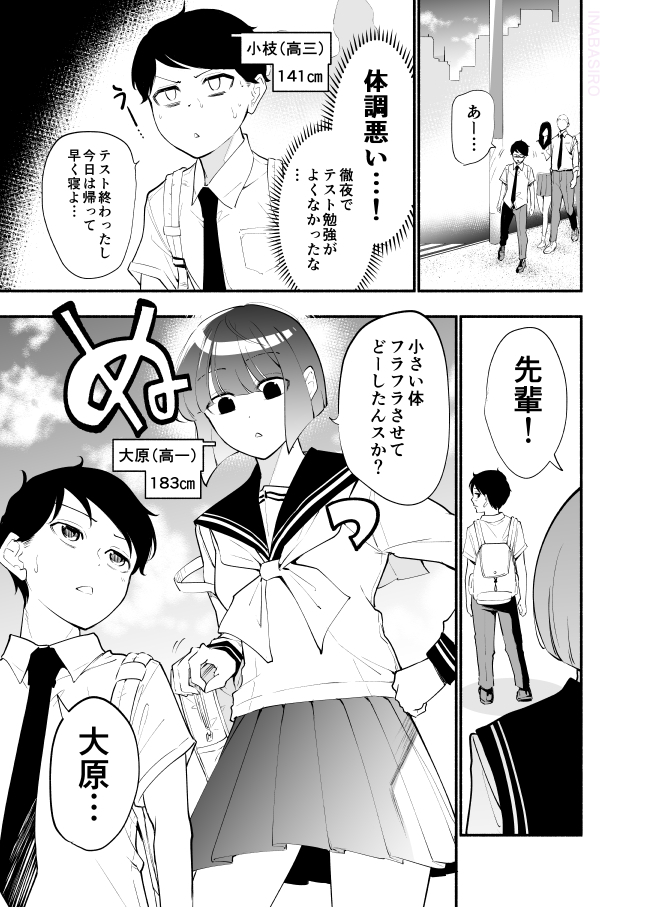 INABASIRO
あー…
体調悪い…!
徹夜で
テスト勉強が
よくなかったな
…
小枝(高三)
141㎝
うー
テスト終わったし
今日は帰って
早く寝よ…
先輩!
小さい体
フラフラさせて
どーしたんスか?
ぬっ
大原(高一)
183㎝
大原…